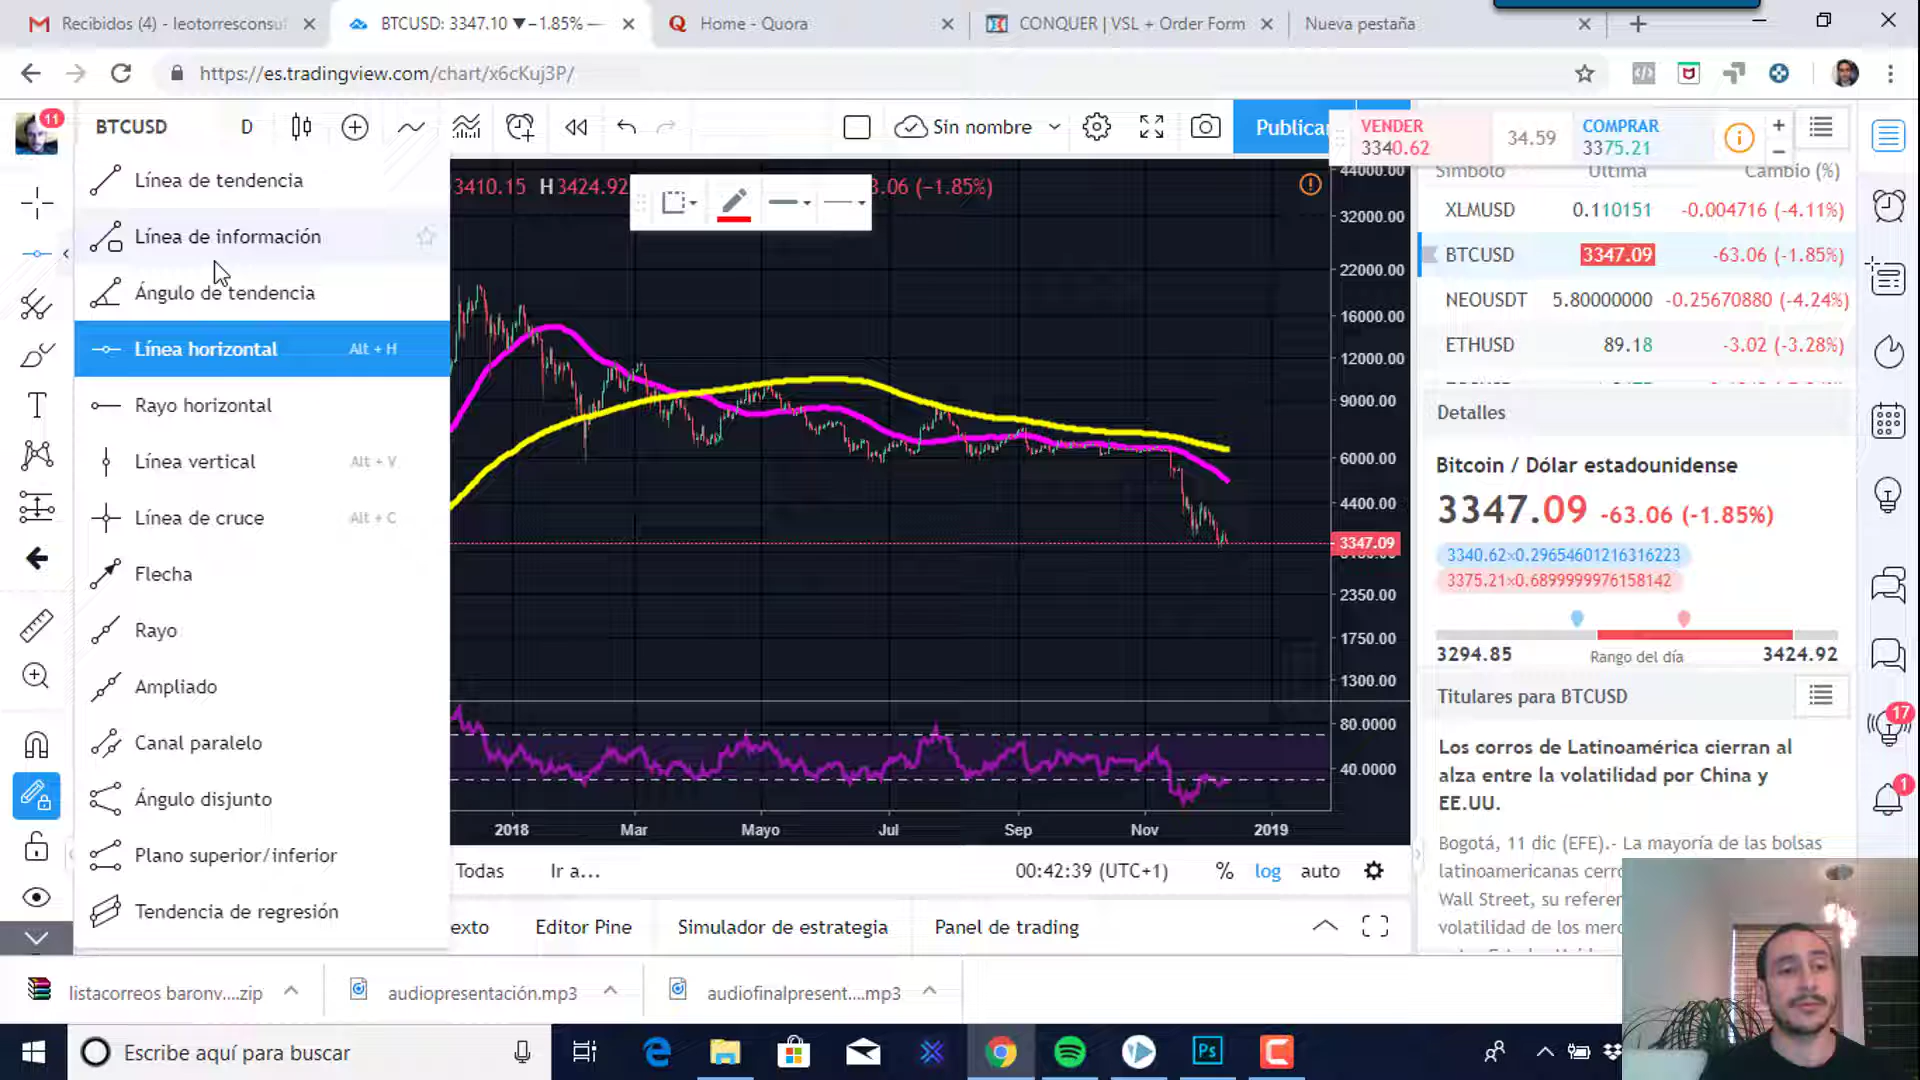 Recibidos (4) - leotorresconsul
BTCUSD: 3347.10 ▼−1.85% —
Home - Quora
CONQUER | VSL + Order Form
Nueva pestaña
https://es.tradingview.com/chart/x6cKuj3P/
11
BTCUSD
D
Sin nombre
Publicar
VENDER
3340.62
34.59
COMPRAR
3375.21
Línea de tendencia
Línea de información
Ángulo de tendencia
Línea horizontal Alt + H
Rayo horizontal
Línea vertical Alt + V
Línea de cruce Alt + C
Flecha
Rayo
Ampliado
Canal paralelo
Ángulo disjunto
Plano superior/inferior
Tendencia de regresión
3410.15 H3424.92
3.06 (−1.85%)
44000.00
32000.00
22000.00
16000.00
12000.00
9000.00
6000.00
4400.00
3347.09
2350.00
1750.00
1300.00
80.0000
40.0000
2018
Mar
Mayo
Jul
Sep
Nov
2019
Todas
Ir a...
00:42:39 (UTC+1)
%
log
auto
exto
Editor Pine
Simulador de estrategia
Panel de trading
Símbolo Última Cambio (%)
XLMUSD 0.110151 -0.004716 (-4.11%)
BTCUSD 3347.09 -63.06 (-1.85%)
NEOUSDT 5.80000000 -0.25670880 (-4.24%)
ETHUSD 89.18 -3.02 (-3.28%)
Detalles
Bitcoin / Dólar estadounidense
3347.09 -63.06 (-1.85%)
3340.62×0.29654601216316223
3375.21×0.6899999976158142
3294.85 Rango del día 3424.92
Titulares para BTCUSD
Los corros de Latinoamérica cierran al
alza entre la volatilidad por China y
EE.UU.
Bogotá, 11 dic (EFE).- La mayoría de las bolsas
latinoamericanas cerr
Wall Street, su referen
volatilidad de los merc
17
1
listacorreos baronv....zip
audiopresentación.mp3
audiofinalpresent....mp3
Escribe aquí para buscar
Ps